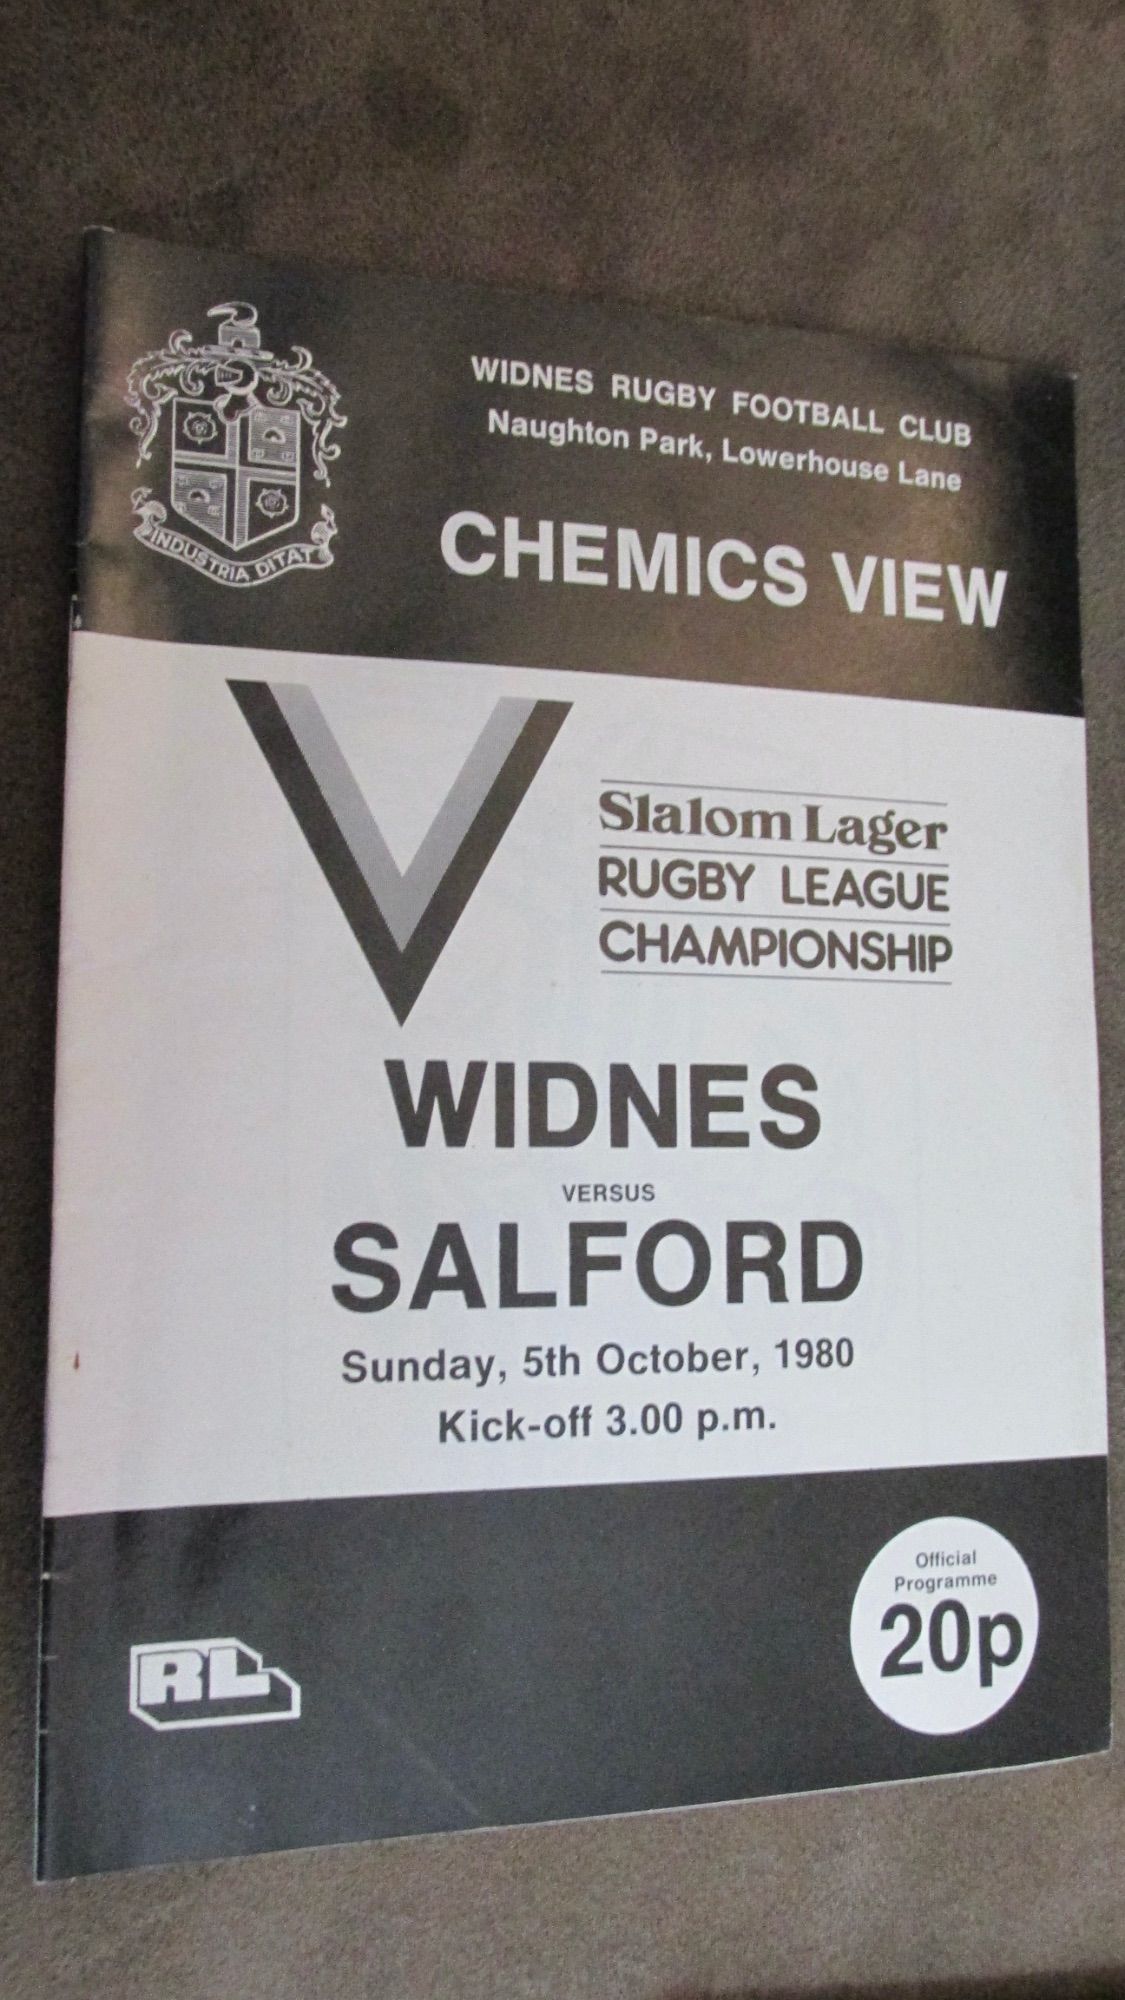 WIDNES RUGBY FOOTBALL CLUB
Naughton Park, Lowerhouse Lane
CHEMICS VIEW
INDUSTRIA DITAT
Slalom Lager
RUGBY LEAGUE
CHAMPIONSHIP
WIDNES
VERSUS
SALFORD
Sunday, 5th October, 1980
Kick-off 3.00 p.m.
Official
Programme
20p
RL